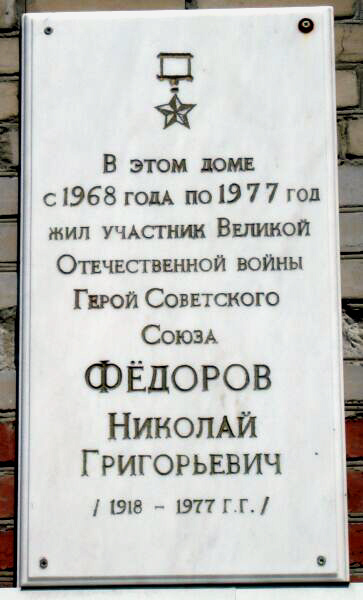 В этом доме
с 1968 года по 1977 год
жил участник Великой
Отечественной войны
Герой Советского
Союза
ФЁДОРОВ
Николай
Григорьевич
/ 1918 - 1977 г.г. /